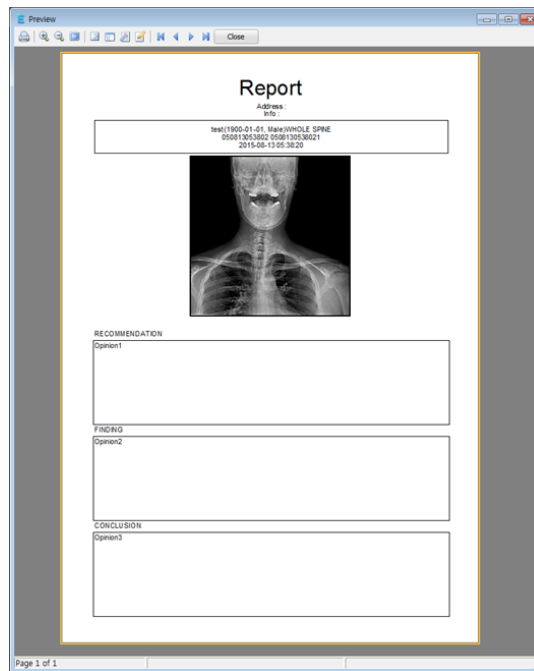 Preview
Close
Report
Address :
Info :
test(1900-01-01, Male)WHOLE SPINE
050813053802 0508130538021
2015-08-13 05:38:20
RECOMMENDATION
Opinion1
FINDING
Opinion2
CONCLUSION
Opinion3
Page 1 of 1